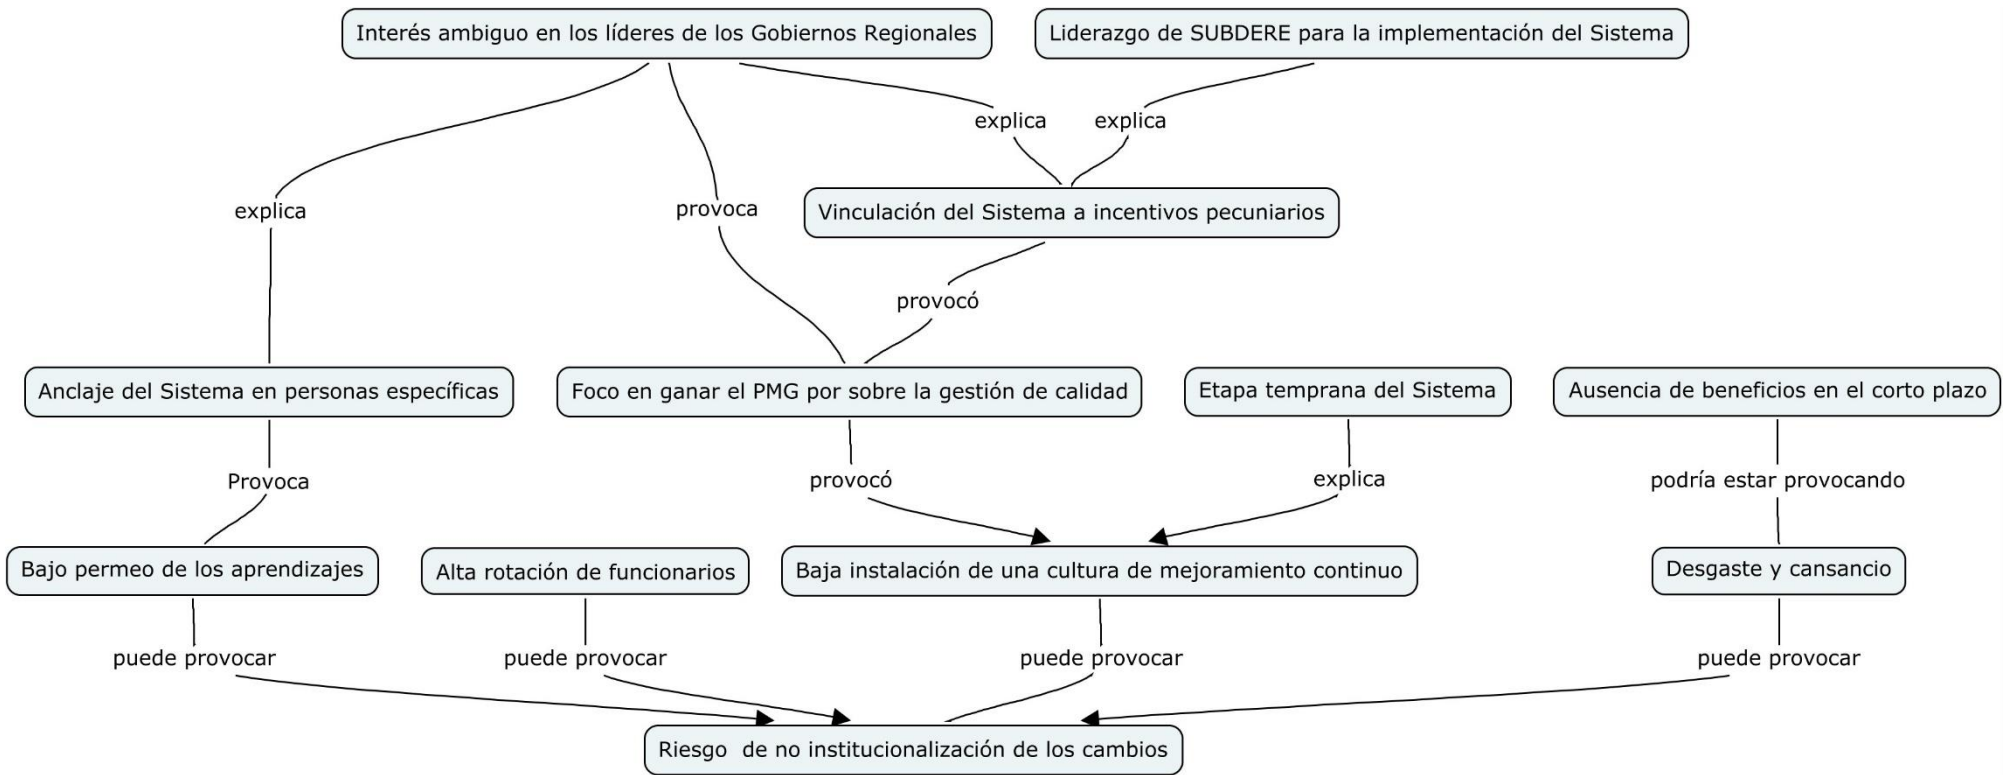 Interés ambiguo en los líderes de los Gobiernos Regionales
Liderazgo de SUBDERE para la implementación del Sistema
explica
explica
explica
provoca
Vinculación del Sistema a incentivos pecuniarios
provocó
Anclaje del Sistema en personas específicas
Foco en ganar el PMG por sobre la gestión de calidad
Etapa temprana del Sistema
Ausencia de beneficios en el corto plazo
Provoca
provocó
explica
podría estar provocando
Bajo permeo de los aprendizajes
Alta rotación de funcionarios
Baja instalación de una cultura de mejoramiento continuo
Desgaste y cansancio
puede provocar
puede provocar
puede provocar
puede provocar
Riesgo  de no institucionalización de los cambios